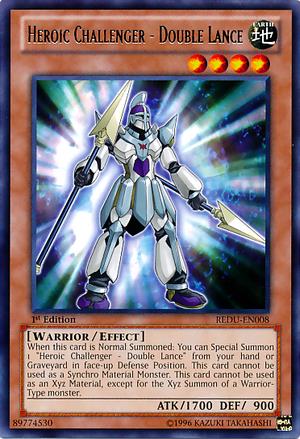 Heroic Challenger - Double Lance
EARTH
地
1st Edition
REDU-EN008
[WARRIOR / EFFECT]
When this card is Normal Summoned: You can Special Summon
1 "Heroic Challenger - Double Lance" from your hand or
Graveyard in face-up Defense Position. This card cannot be
used as a Synchro Material Monster. This card cannot be used
as an Xyz Material, except for the Xyz Summon of a Warrior-
Type monster.
ATK/1700 DEF/ 900
89774530
©1996 KAZUKI TAKAHASHI